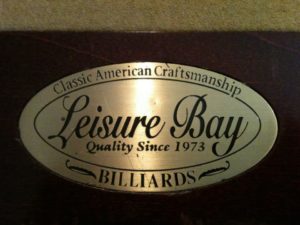 Classic American Craftsmanship
Leisure Bay
Quality Since 1973
BILLIARDS